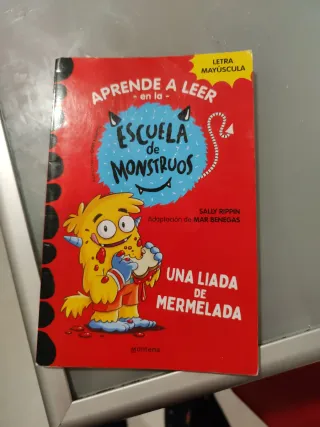 LETRA
MAYÚSCULA
APRENDE A LEER
- en la -
ESCUELA
de
MONSTRUOS
SALLY RIPPIN
Adaptación de MAR BENEGAS
UNA LIADA
DE
MERMELADA
montena